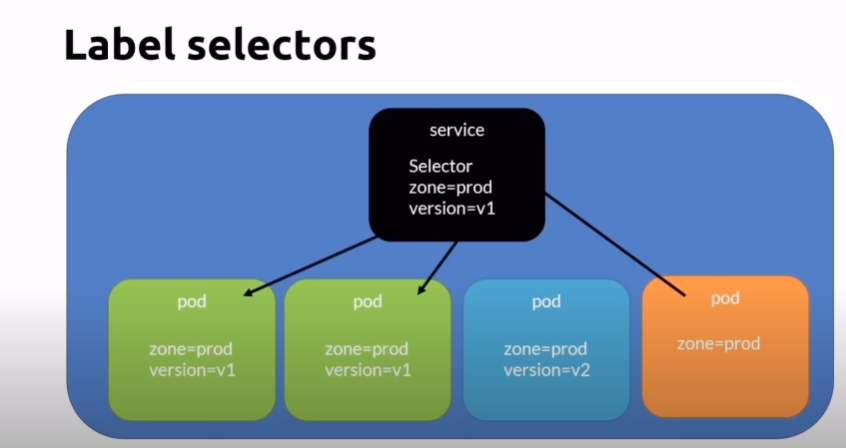 Label selectors
service
Selector
zone=prod
version=v1
pod
zone=prod
version=v1
pod
zone=prod
version=v1
pod
zone=prod
version=v2
pod
zone=prod